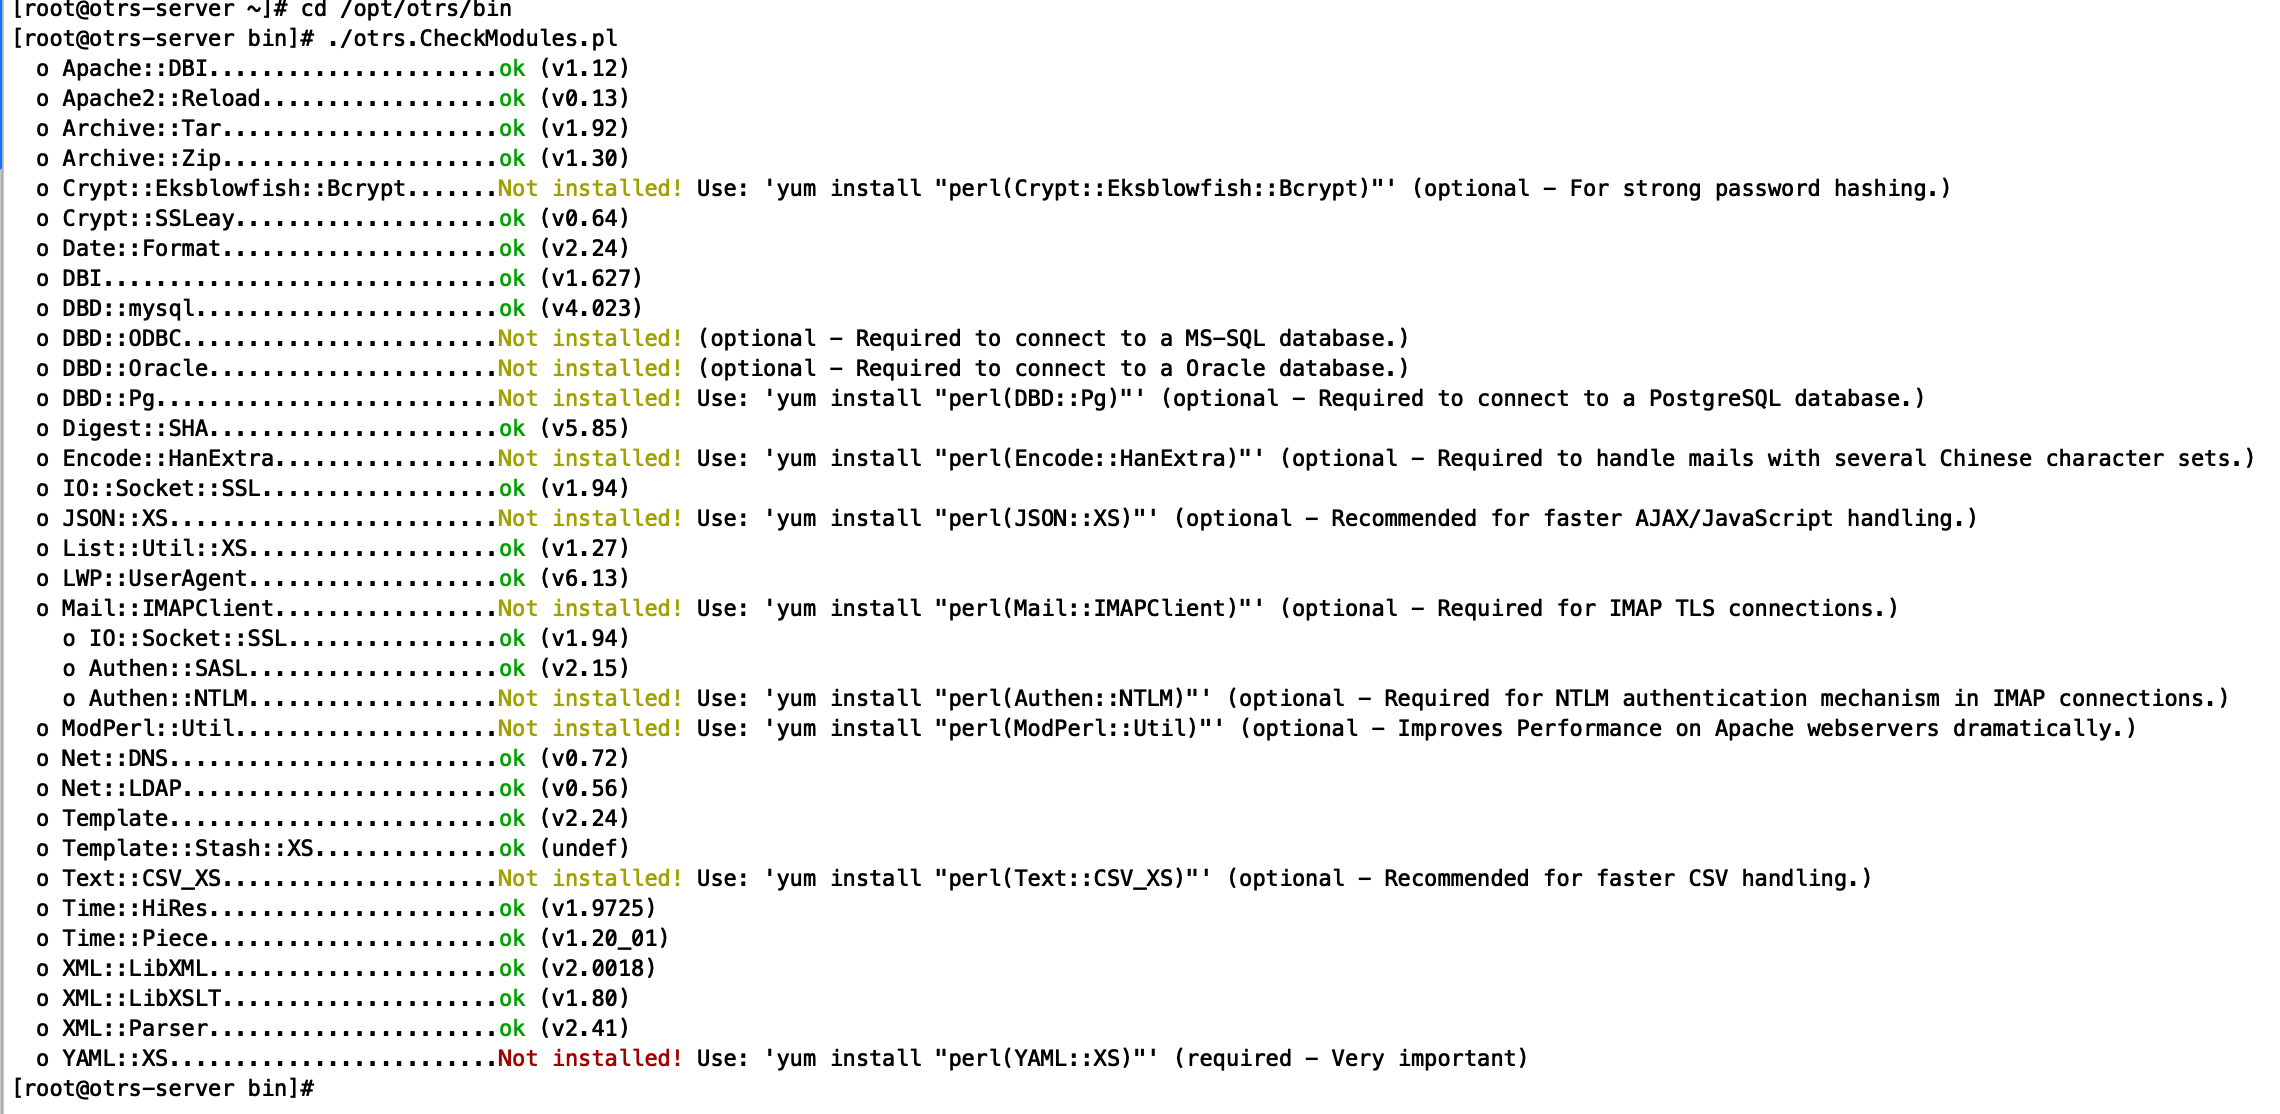 [root@otrs-server ~]# cd /opt/otrs/bin
[root@otrs-server bin]# ./otrs.CheckModules.pl
  o Apache::DBI......................ok (v1.12)
  o Apache2::Reload..................ok (v0.13)
  o Archive::Tar.....................ok (v1.92)
  o Archive::Zip.....................ok (v1.30)
  o Crypt::Eksblowfish::Bcrypt.......Not installed! Use: 'yum install "perl(Crypt::Eksblowfish::Bcrypt)"' (optional - For strong password hashing.)
  o Crypt::SSLeay....................ok (v0.64)
  o Date::Format.....................ok (v2.24)
  o DBI..............................ok (v1.627)
  o DBD::mysql.......................ok (v4.023)
  o DBD::ODBC........................Not installed! (optional - Required to connect to a MS-SQL database.)
  o DBD::Oracle......................Not installed! (optional - Required to connect to a Oracle database.)
  o DBD::Pg..........................Not installed! Use: 'yum install "perl(DBD::Pg)"' (optional - Required to connect to a PostgreSQL database.)
  o Digest::SHA......................ok (v5.85)
  o Encode::HanExtra.................Not installed! Use: 'yum install "perl(Encode::HanExtra)"' (optional - Required to handle mails with several Chinese character sets.)
  o IO::Socket::SSL..................ok (v1.94)
  o JSON::XS.........................Not installed! Use: 'yum install "perl(JSON::XS)"' (optional - Recommended for faster AJAX/JavaScript handling.)
  o List::Util::XS...................ok (v1.27)
  o LWP::UserAgent...................ok (v6.13)
  o Mail::IMAPClient.................Not installed! Use: 'yum install "perl(Mail::IMAPClient)"' (optional - Required for IMAP TLS connections.)
    o IO::Socket::SSL................ok (v1.94)
    o Authen::SASL...................ok (v2.15)
    o Authen::NTLM...................Not installed! Use: 'yum install "perl(Authen::NTLM)"' (optional - Required for NTLM authentication mechanism in IMAP connections.)
  o ModPerl::Util....................Not installed! Use: 'yum install "perl(ModPerl::Util)"' (optional - Improves Performance on Apache webservers dramatically.)
  o Net::DNS.........................ok (v0.72)
  o Net::LDAP........................ok (v0.56)
  o Template.........................ok (v2.24)
  o Template::Stash::XS..............ok (undef)
  o Text::CSV_XS.....................Not installed! Use: 'yum install "perl(Text::CSV_XS)"' (optional - Recommended for faster CSV handling.)
  o Time::HiRes......................ok (v1.9725)
  o Time::Piece......................ok (v1.20_01)
  o XML::LibXML......................ok (v2.0018)
  o XML::LibXSLT.....................ok (v1.80)
  o XML::Parser......................ok (v2.41)
  o YAML::XS.........................Not installed! Use: 'yum install "perl(YAML::XS)"' (required - Very important)
[root@otrs-server bin]#